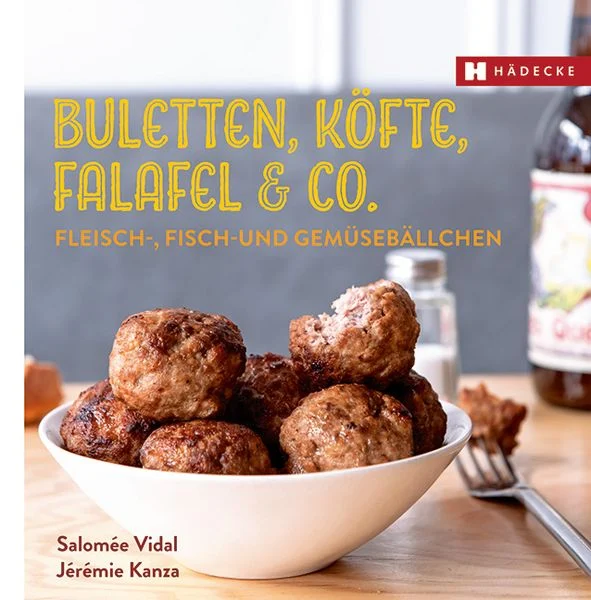 HÄDECKE
BULETTEN, KÖFTE,
FALAFEL & CO.
FLEISCH-, FISCH-UND GEMÜSEBÄLLCHEN
Salomée Vidal
Jérémie Kanza